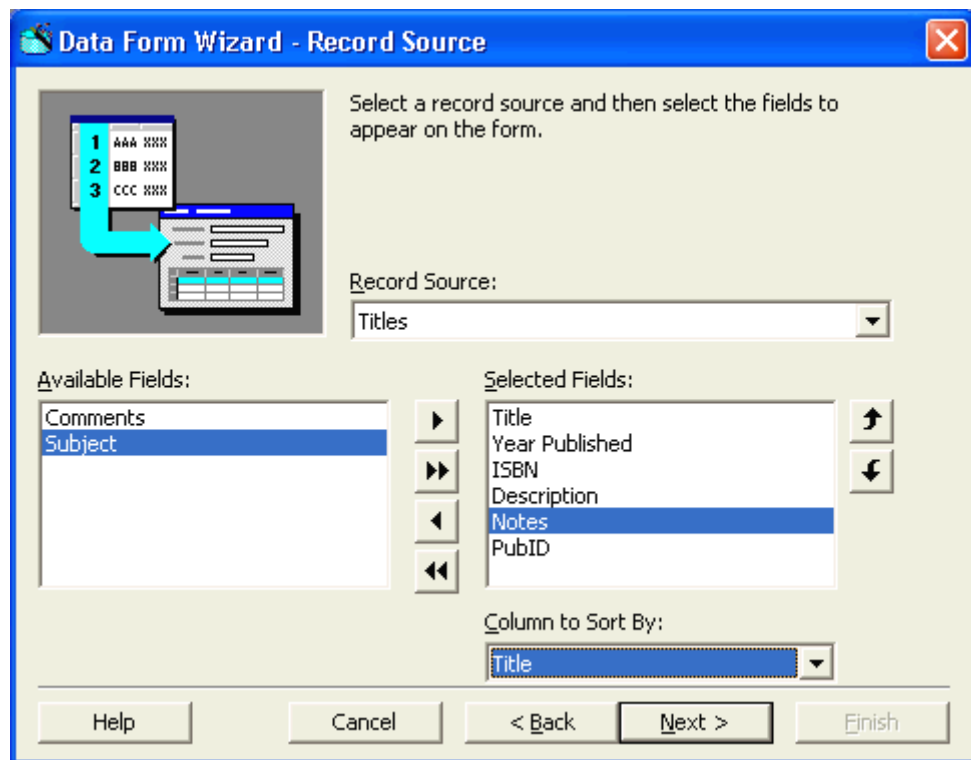 Data Form Wizard - Record Source
Select a record source and then select the fields to
appear on the form.
1 AAA XXX
2 BBB XXX
3 CCC XXX
Record Source:
Titles
Available Fields:
Comments
Subject
Selected Fields:
Title
Year Published
ISBN
Description
Notes
PubID
Column to Sort By:
Title
Help
Cancel
< Back
Next >
Finish